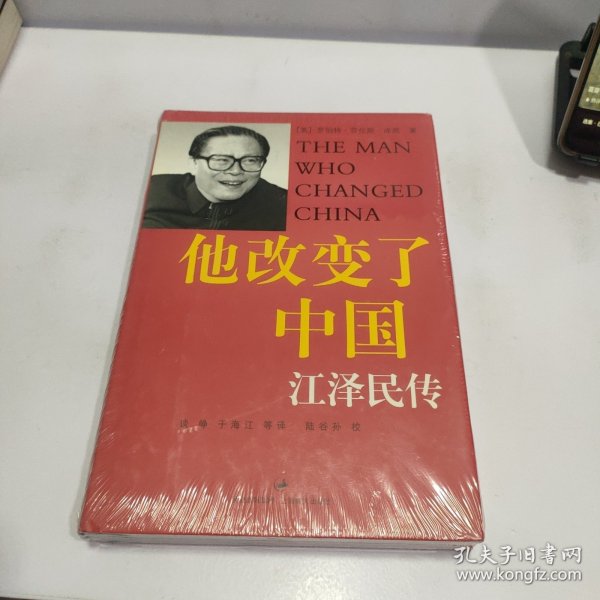 [美] 罗伯特·劳伦斯·库恩 著
THE MAN
WHO
CHANGED
CHINA
他改变了
中国
江泽民传
谈 峥 于海江 等译 陆谷孙 校
孔夫子旧书网
www.kongfz.com